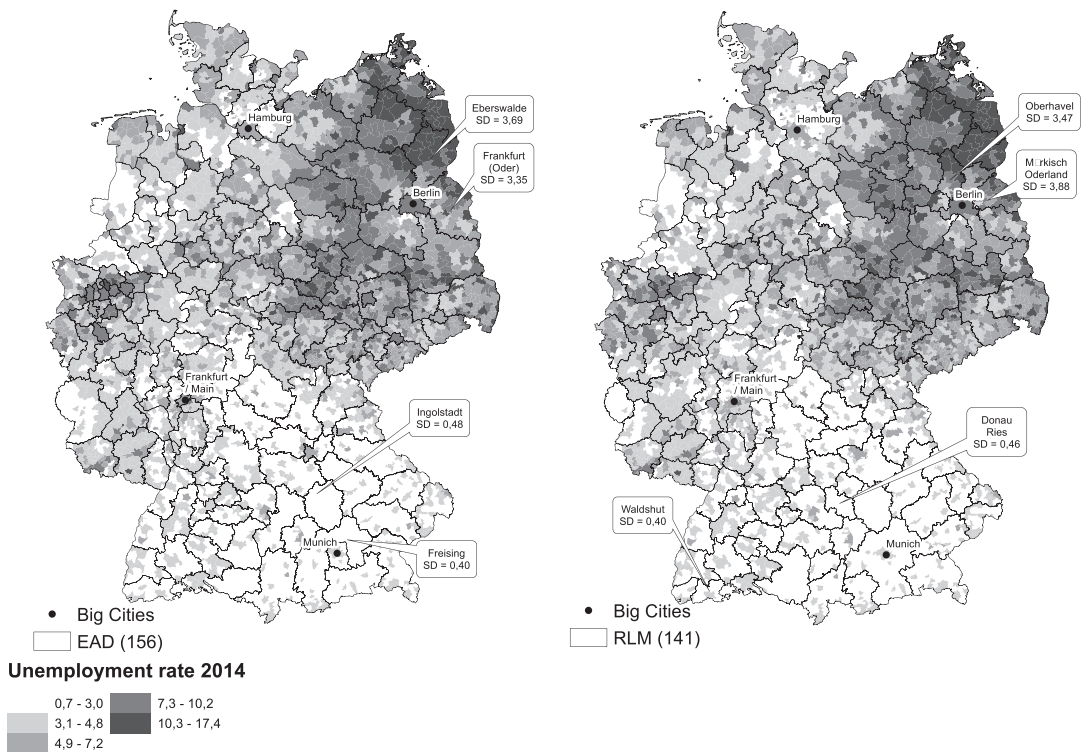 Hamburg
Eberswalde
SD = 3,69
Frankfurt
(Oder)
SD = 3,35
Berlin
Frankfurt
/ Main
Ingolstadt
SD = 0,48
Munich
Freising
SD = 0,40
Big Cities
EAD (156)
Unemployment rate 2014
0,7 - 3,0
3,1 - 4,8
4,9 - 7,2
7,3 - 10,2
10,3 - 17,4
Hamburg
Oberhavel
SD = 3,47
M□rkisch
Oderland
SD = 3,88
Berlin
Frankfurt
/ Main
Donau
Ries
SD = 0,46
Waldshut
SD = 0,40
Munich
Big Cities
RLM (141)